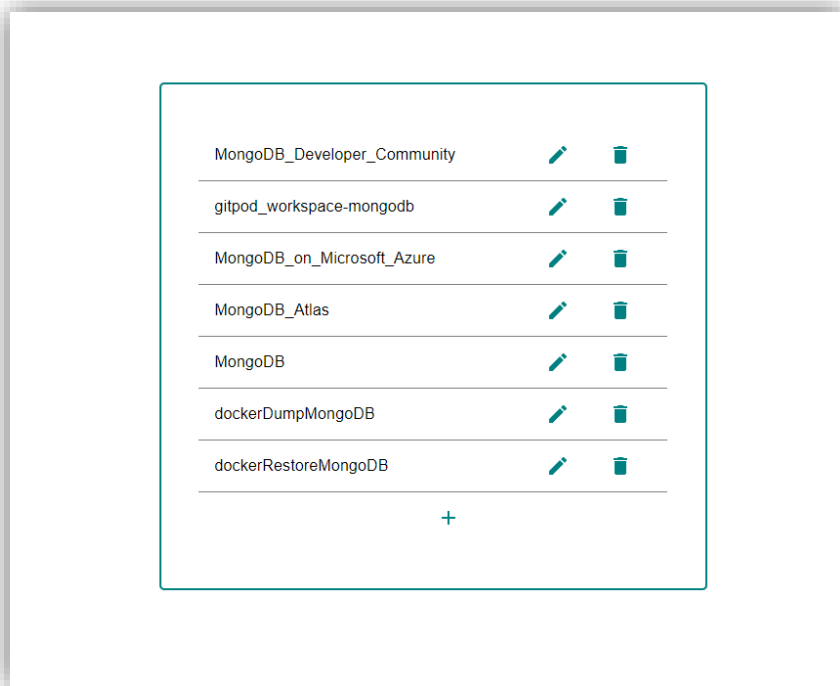 MongoDB_Developer_Community
gitpod_workspace-mongodb
MongoDB_on_Microsoft_Azure
MongoDB_Atlas
MongoDB
dockerDumpMongoDB
dockerRestoreMongoDB
+